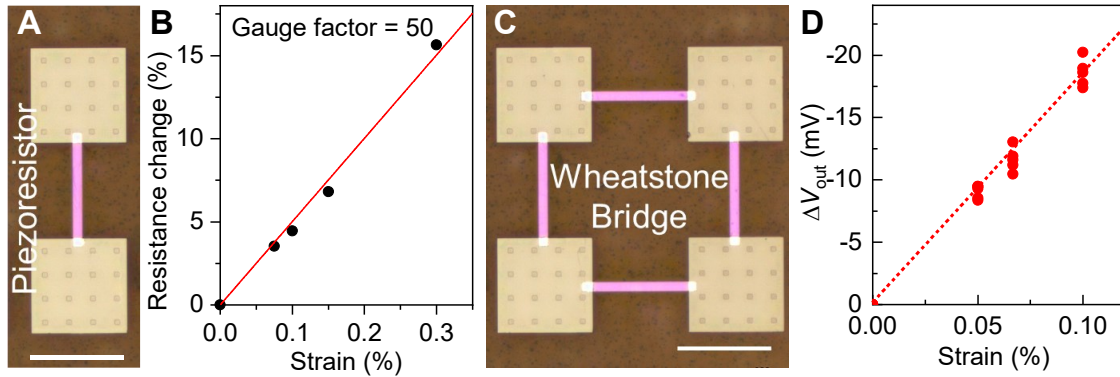 A
Piezoresistor
B
Gauge factor = 50
Resistance change (%)
15
10
5
0
0.0
0.1
0.2
0.3
Strain (%)
C
Wheatstone
Bridge
D
ΔVout (mV)
-20
-15
-10
-5
0
0.00
0.05
0.10
Strain (%)